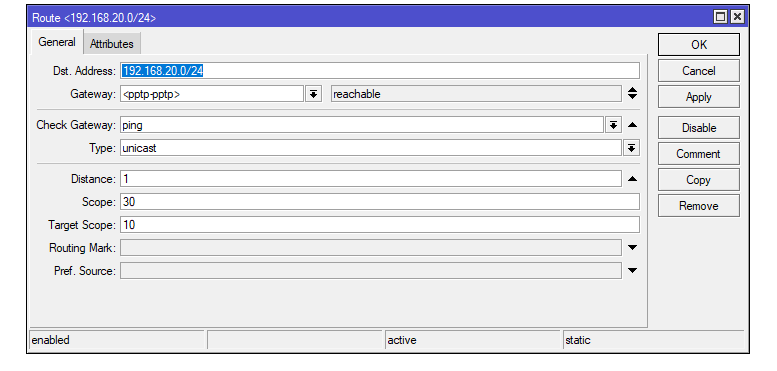 Route <192.168.20.0/24>
General Attributes
OK
Dst. Address: 192.168.20.0/24
Cancel
Gateway: <pptp-pptp> reachable
Apply
Check Gateway: ping
Disable
Type: unicast
Comment
Distance: 1
Copy
Scope: 30
Remove
Target Scope: 10
Routing Mark:
Pref. Source:
enabled active static